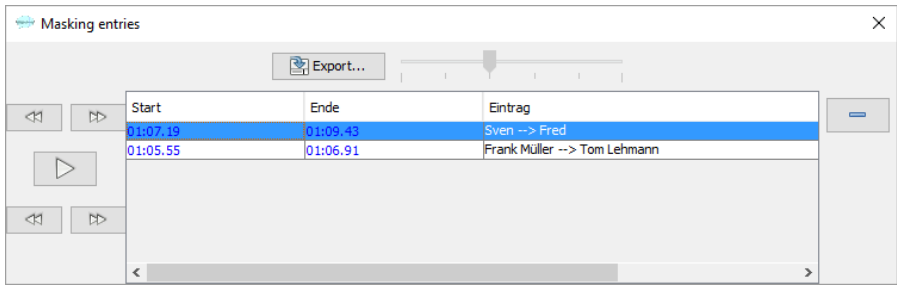 Masking entries
Export...
Start Ende Eintrag
01:07.19 01:09.43 Sven --> Fred
01:05.55 01:06.91 Frank Müller --> Tom Lehmann